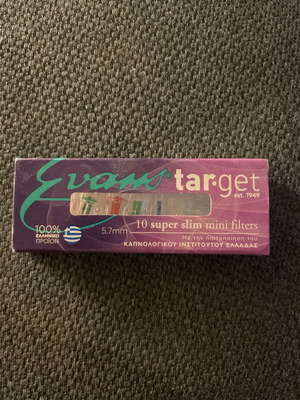 Evans tar•get
est. 1949
10 super slim mini filters
5.7mm
100%
ΕΛΛΗΝΙΚΟ
ΠΡΟΪΟΝ
Με την πιστοποίηση του
ΚΑΠΝΟΛΟΓΙΚΟΥ ΙΝΣΤΙΤΟΥΤΟΥ ΕΛΛΑΔΑΣ